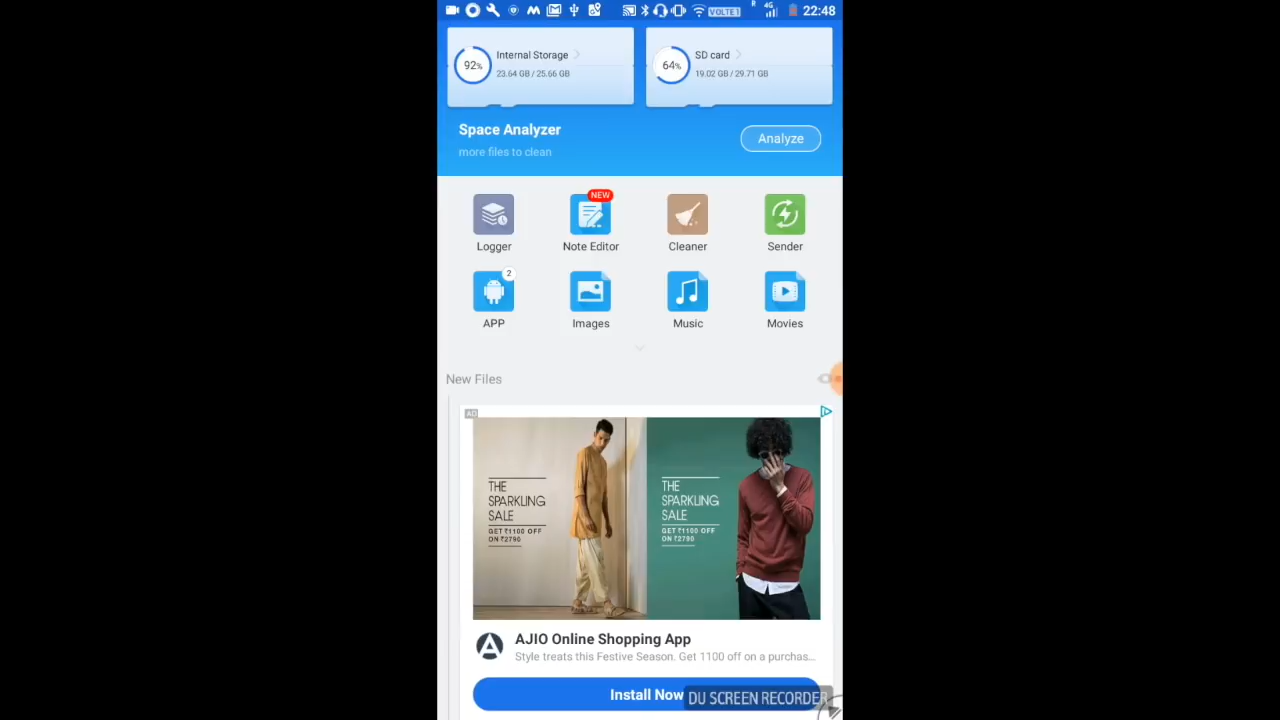 VOLTE1 R 4G 22:48
92% Internal Storage
23.64 GB / 25.66 GB
64% SD card
19.02 GB / 29.71 GB
Space Analyzer
more files to clean
Analyze
NEW
Logger Note Editor Cleaner Sender
2
APP Images Music Movies
New Files
AD
THE
SPARKLING
SALE
GET ₹1100 OFF
ON ₹2790
THE
SPARKLING
SALE
GET ₹1100 OFF
ON ₹2790
AJIO Online Shopping App
Style treats this Festive Season. Get 1100 off on a purchas...
Install Now
DU SCREEN RECORDER